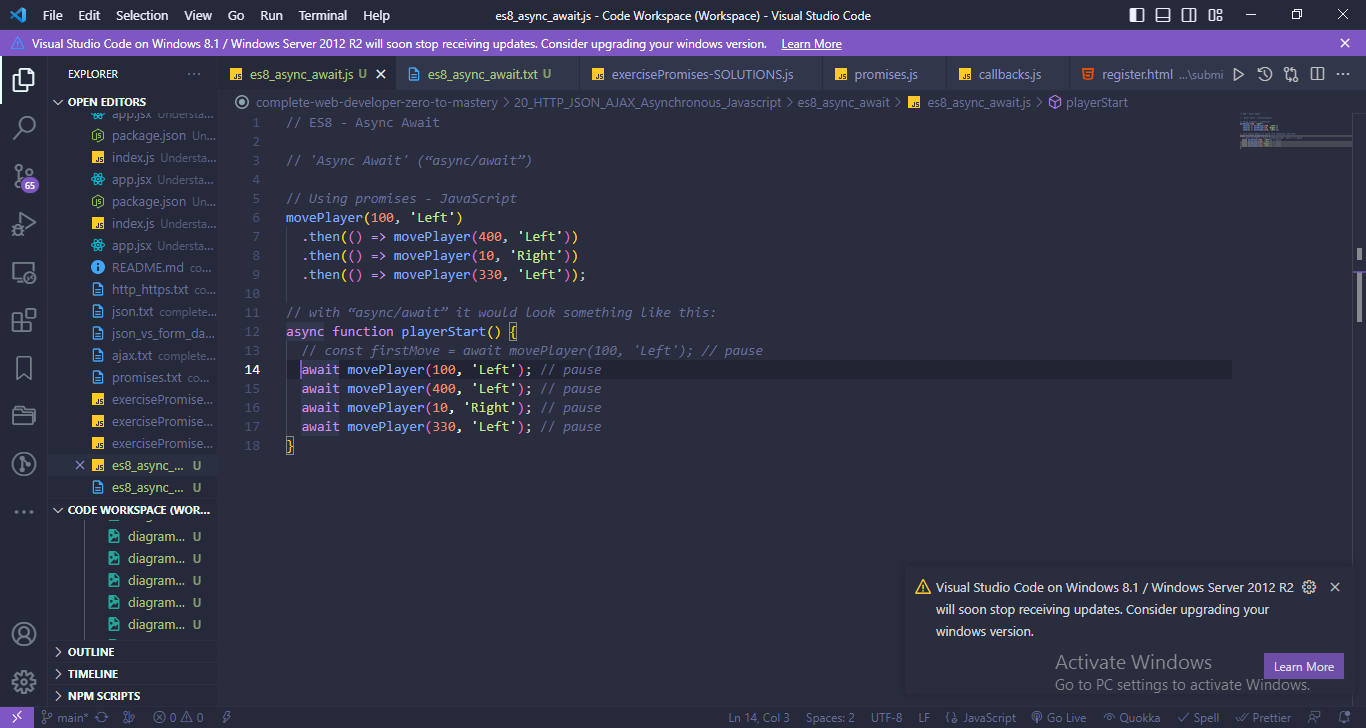 File Edit Selection View Go Run Terminal Help es8_async_await.js - Code Workspace (Workspace) - Visual Studio Code
Visual Studio Code on Windows 8.1 / Windows Server 2012 R2 will soon stop receiving updates. Consider upgrading your windows version. Learn More
EXPLORER ···
es8_async_await.js U
es8_async_await.txt U
exercisePromises-SOLUTIONS.js
promises.js
callbacks.js
register.html ...\submi
complete-web-developer-zero-to-mastery > 20_HTTP_JSON_AJAX_Asynchronous_Javascript > es8_async_await > es8_async_await.js > playerStart
OPEN EDITORS
app.jsx Understa...
package.json Un...
index.js Understa...
app.jsx Understa...
package.json Un...
index.js Understa...
app.jsx Understa...
README.md co...
http_https.txt co...
json.txt complete...
json_vs_form_da...
ajax.txt complete...
promises.txt co...
exercisePromise...
exercisePromise...
exercisePromise...
es8_async_... U
es8_async_... U
CODE WORKSPACE (WOR...
diagram... U
diagram... U
diagram... U
diagram... U
diagram... U
OUTLINE
TIMELINE
NPM SCRIPTS
65
1 // ES8 - Async Await
2
3 // 'Async Await' (“async/await”)
4
5 // Using promises - JavaScript
6 movePlayer(100, 'Left')
7 .then(() => movePlayer(400, 'Left'))
8 .then(() => movePlayer(10, 'Right'))
9 .then(() => movePlayer(330, 'Left'));
10
11 // with “async/await” it would look something like this:
12 async function playerStart() {
13 // const firstMove = await movePlayer(100, 'Left'); // pause
14 await movePlayer(100, 'Left'); // pause
15 await movePlayer(400, 'Left'); // pause
16 await movePlayer(10, 'Right'); // pause
17 await movePlayer(330, 'Left'); // pause
18 }
Visual Studio Code on Windows 8.1 / Windows Server 2012 R2
will soon stop receiving updates. Consider upgrading your
windows version.
Learn More
Activate Windows
Go to PC settings to activate Windows.
main* 0 0 Ln 14, Col 3 Spaces: 2 UTF-8 LF {} JavaScript Go Live Quokka Spell Prettier